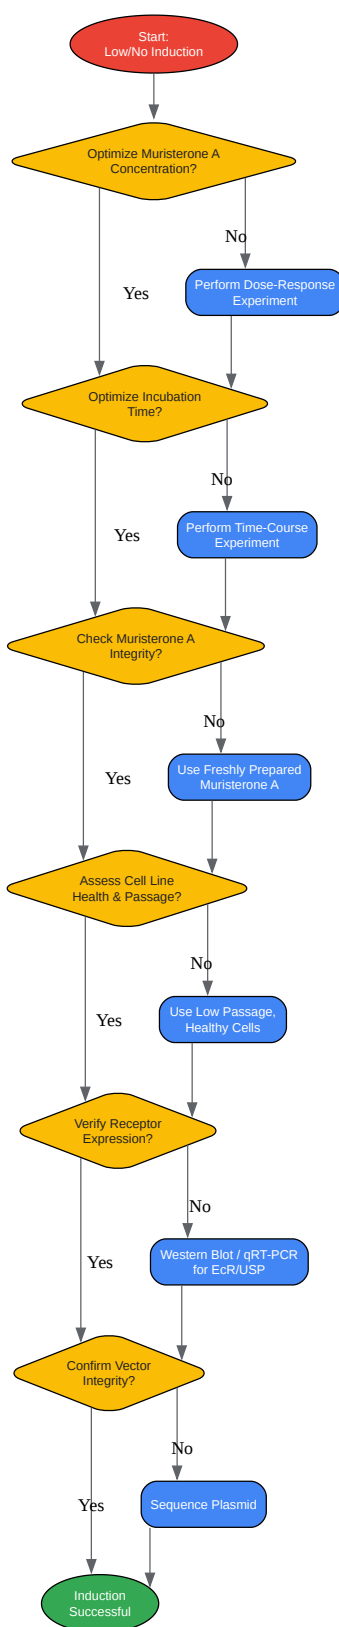 Start:
Low/No Induction
Optimize Muristerone A
Concentration?
No
Perform Dose-Response
Experiment
Yes
Optimize Incubation
Time?
No
Perform Time-Course
Experiment
Yes
Check Muristerone A
Integrity?
No
Use Freshly Prepared
Muristerone A
Yes
Assess Cell Line
Health & Passage?
No
Use Low Passage,
Healthy Cells
Yes
Verify Receptor
Expression?
No
Western Blot / qRT-PCR
for EcR/USP
Yes
Confirm Vector
Integrity?
No
Sequence Plasmid
Yes
Induction
Successful